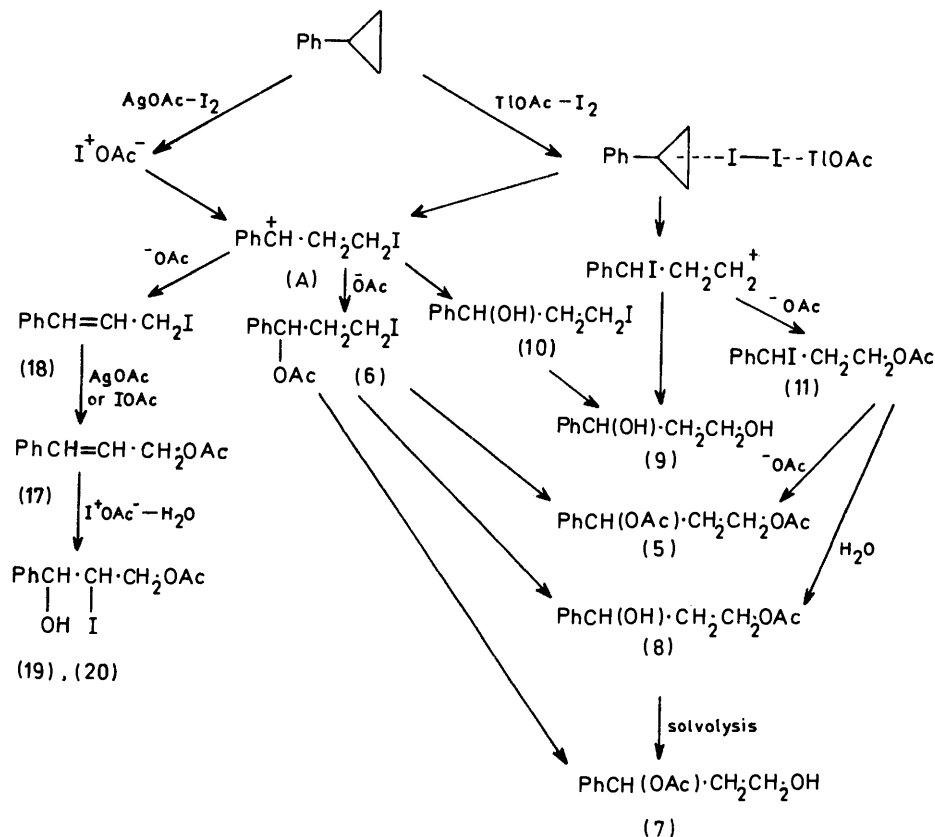 Ph
AgOAc-I₂
TlOAc-I₂
I⁺OAc⁻
Ph ----I—I--TlOAc
PhC⁺H·CH₂CH₂I
(A)
PhCHI·CH₂CH₂⁺
⁻OAc
⁻OAc
⁻OAc
PhCH=CH·CH₂I
(18)
PhCH·CH₂CH₂I
OAc
(6)
PhCH(OH)·CH₂CH₂I
(10)
PhCHI·CH₂CH₂OAc
(11)
AgOAc
or IOAc
PhCH(OH)·CH₂CH₂OH
(9)
⁻OAc
PhCH=CH·CH₂OAc
(17)
I⁺OAc⁻—H₂O
PhCH(OAc)·CH₂CH₂OAc
(5)
H₂O
PhCH·CH·CH₂OAc
OH I
(19),(20)
PhCH(OH)·CH₂CH₂OAc
(8)
solvolysis
PhCH(OAc)·CH₂CH₂OH
(7)